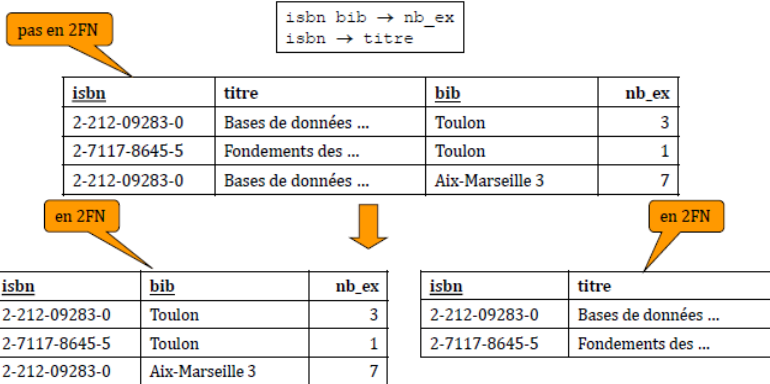 isbn bib → nb_ex
isbn → titre
pas en 2FN
isbn titre bib nb_ex
2-212-09283-0 Bases de données ... Toulon 3
2-7117-8645-5 Fondements des ... Toulon 1
2-212-09283-0 Bases de données ... Aix-Marseille 3 7
en 2FN
en 2FN
isbn bib nb_ex
2-212-09283-0 Toulon 3
2-7117-8645-5 Toulon 1
2-212-09283-0 Aix-Marseille 3 7
isbn titre
2-212-09283-0 Bases de données ...
2-7117-8645-5 Fondements des ...